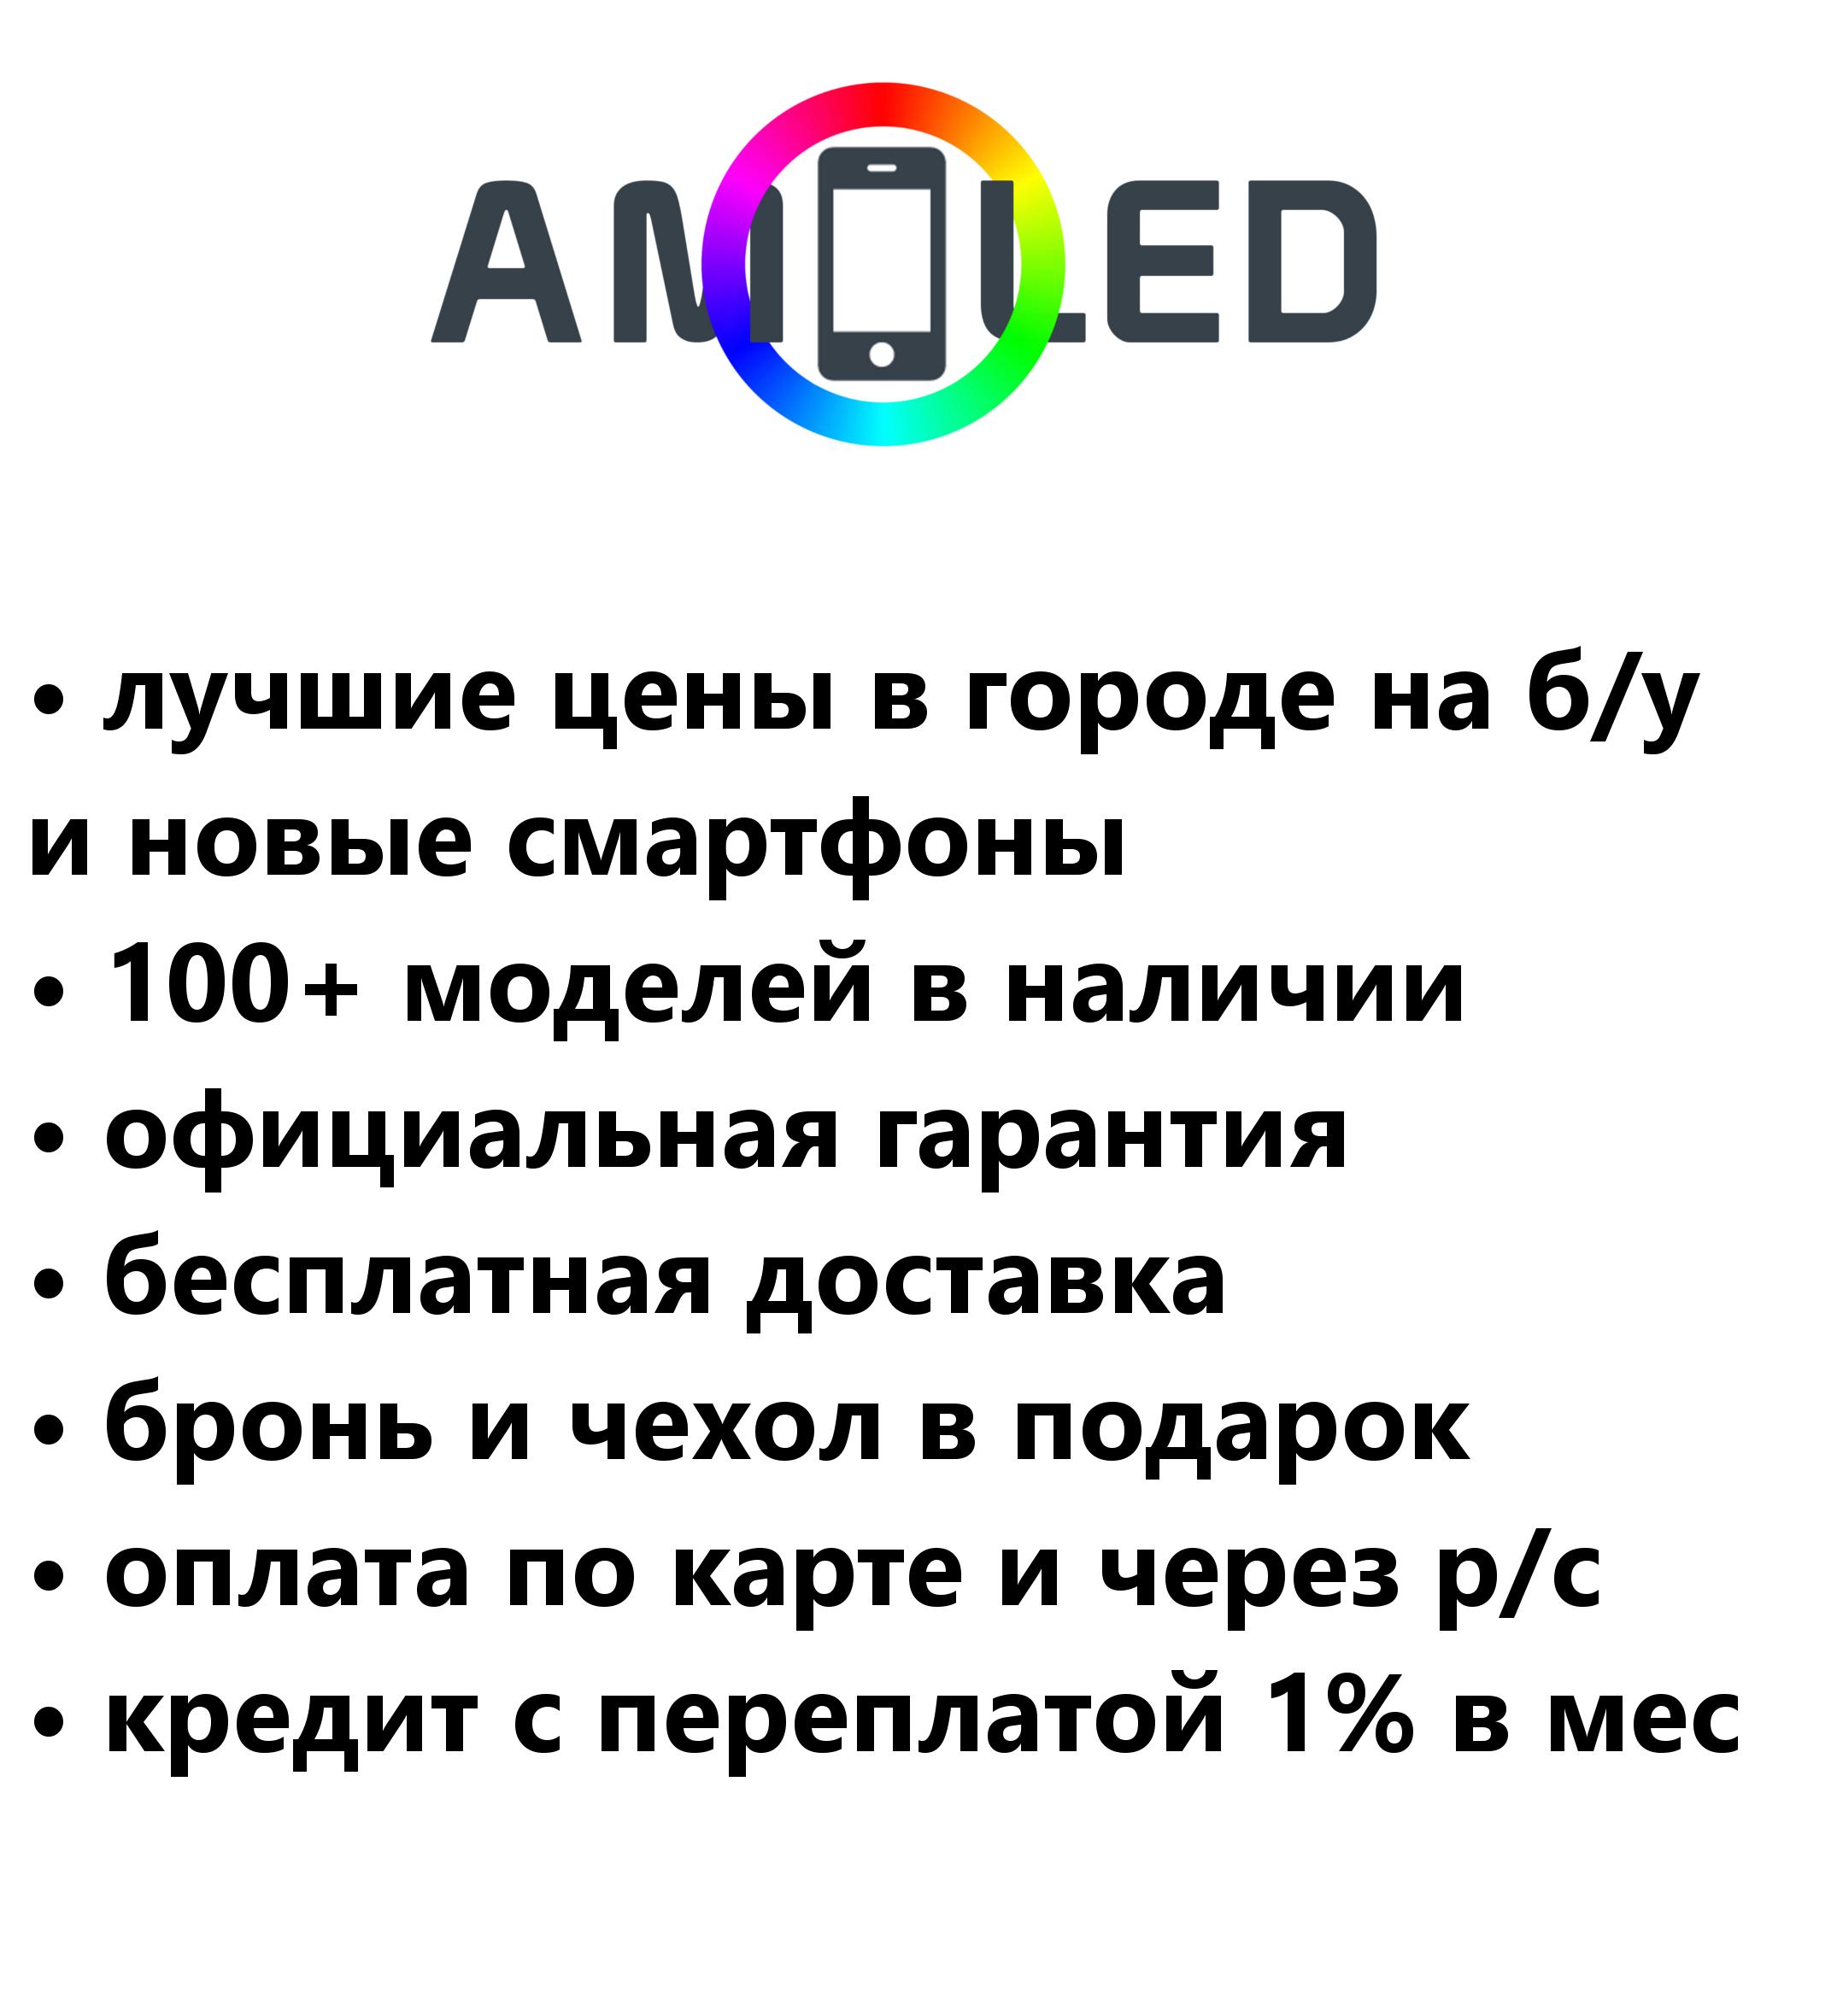 AMOLED
• лучшие цены в городе на б/у
и новые смартфоны
• 100+ моделей в наличии
• официальная гарантия
• бесплатная доставка
• бронь и чехол в подарок
• оплата по карте и через р/с
• кредит с переплатой 1% в мес